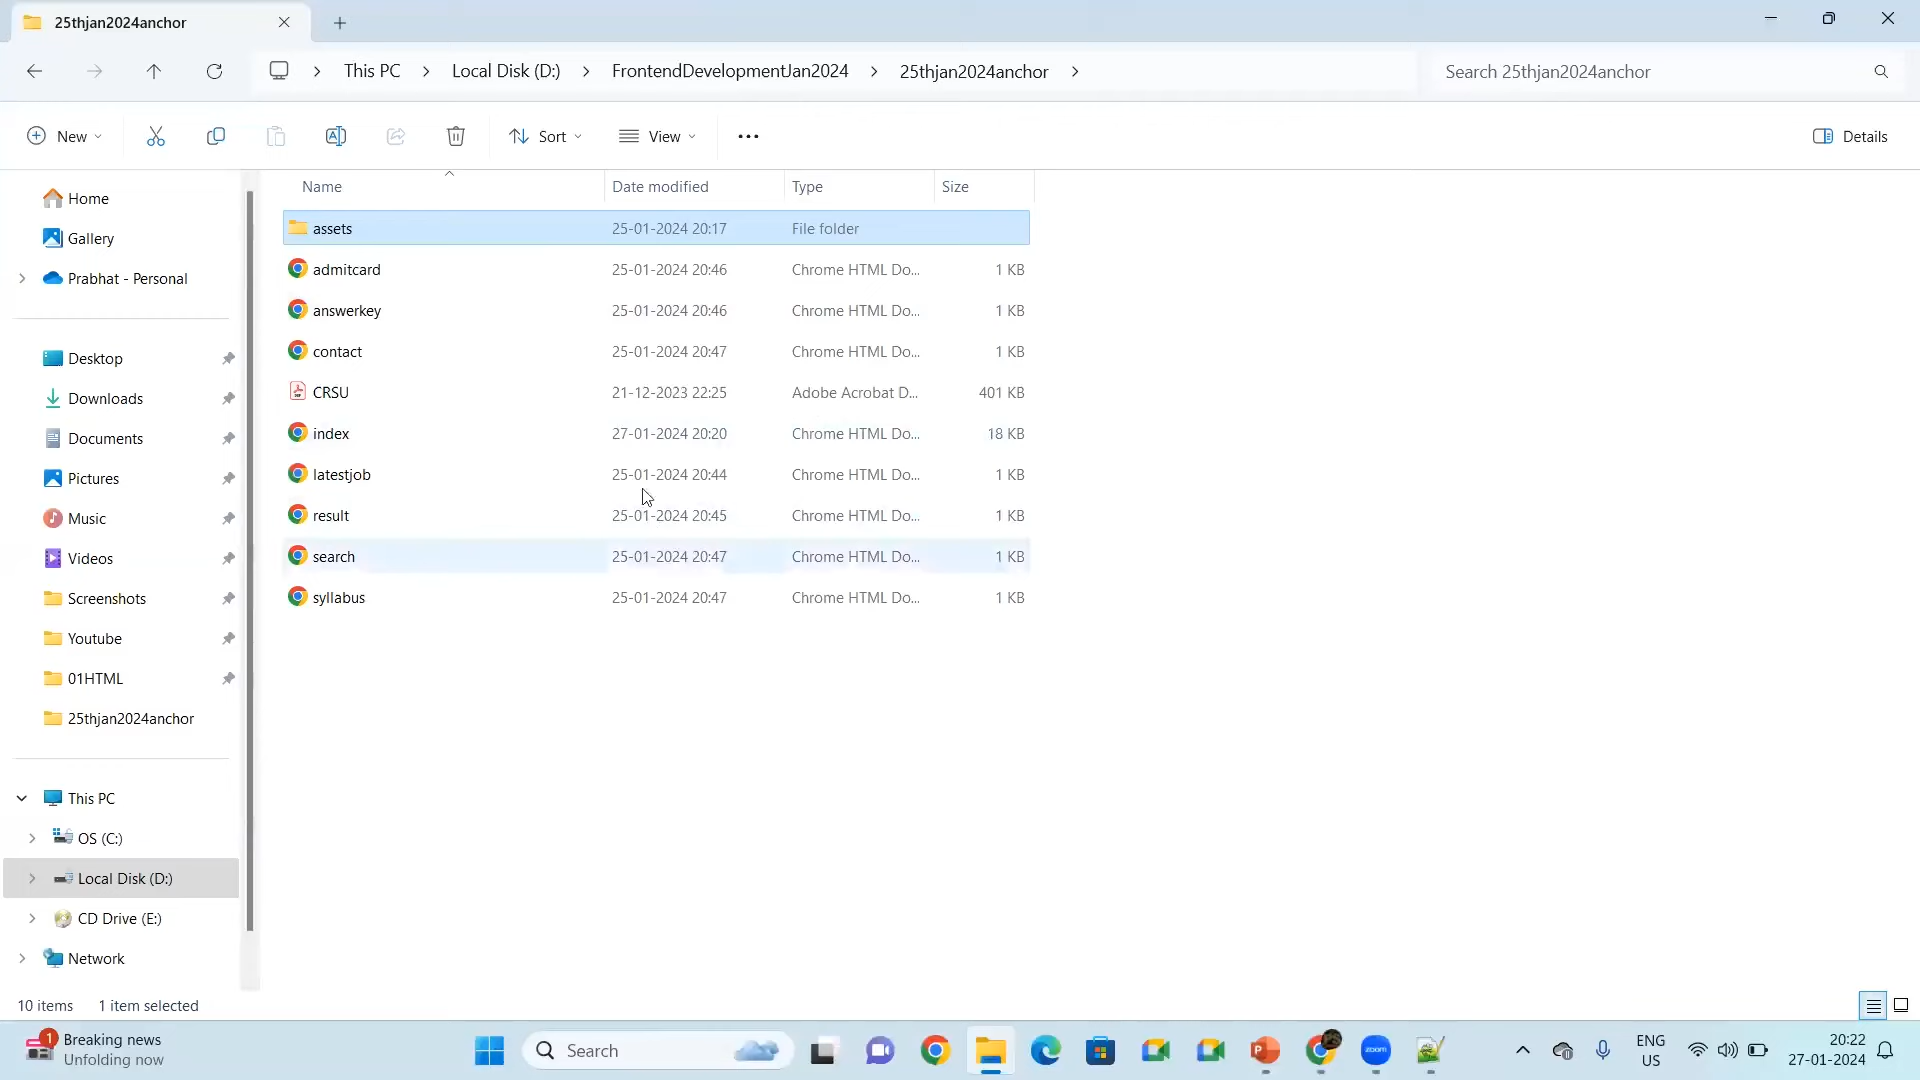 25thjan2024anchor
This PC
Local Disk (D:)
FrontendDevelopmentJan2024
25thjan2024anchor
Search 25thjan2024anchor
New
Sort
View
Details
Home
Gallery
Prabhat - Personal
Desktop
Downloads
Documents
Pictures
Music
Videos
Screenshots
Youtube
01HTML
25thjan2024anchor
This PC
OS (C:)
Local Disk (D:)
CD Drive (E:)
Network
Name Date modified Type Size
assets 25-01-2024 20:17 File folder
admitcard 25-01-2024 20:46 Chrome HTML Do... 1 KB
answerkey 25-01-2024 20:46 Chrome HTML Do... 1 KB
contact 25-01-2024 20:47 Chrome HTML Do... 1 KB
CRSU 21-12-2023 22:25 Adobe Acrobat D... 401 KB
index 27-01-2024 20:20 Chrome HTML Do... 18 KB
latestjob 25-01-2024 20:44 Chrome HTML Do... 1 KB
result 25-01-2024 20:45 Chrome HTML Do... 1 KB
search 25-01-2024 20:47 Chrome HTML Do... 1 KB
syllabus 25-01-2024 20:47 Chrome HTML Do... 1 KB
10 items 1 item selected
1
Breaking news
Unfolding now
Search
zoom
ENG
US
20:22
27-01-2024